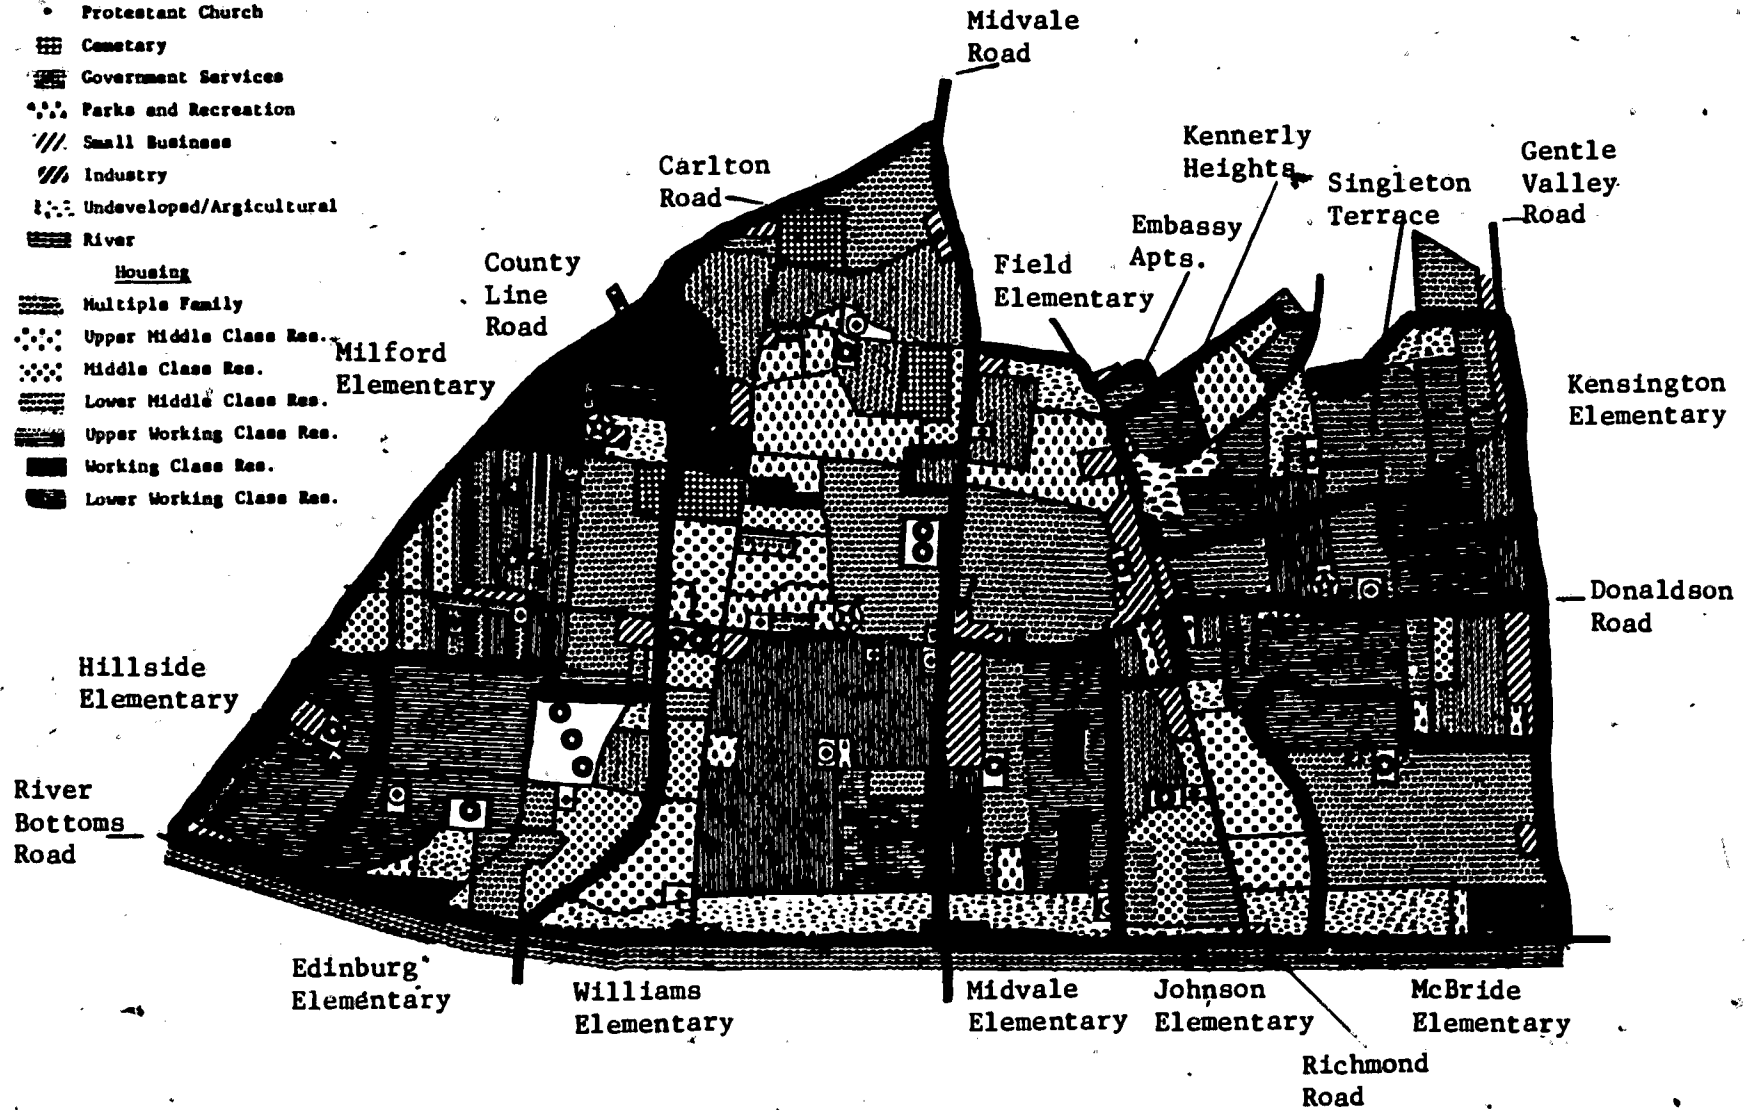 Protestant Church
Cemetary
Government Services
Parks and Recreation
Small Business
Industry
Undeveloped/Argicultural
River
Housing
Multiple Family
Upper Middle Class Res.
Middle Class Res.
Lower Middle Class Res.
Upper Working Class Res.
Working Class Res.
Lower Working Class Res.
Midvale
Road
Carlton
Road
Kennerly
Heights
Gentle
Valley
Road
Singleton
Terrace
Embassy
Apts.
Field
Elementary
County
Line
Road
Milford
Elementary
Kensington
Elementary
Donaldson
Road
Hillside
Elementary
River
Bottoms
Road
Edinburg
Elementary
Williams
Elementary
Midvale
Elementary
Johnson
Elementary
McBride
Elementary
Richmond
Road